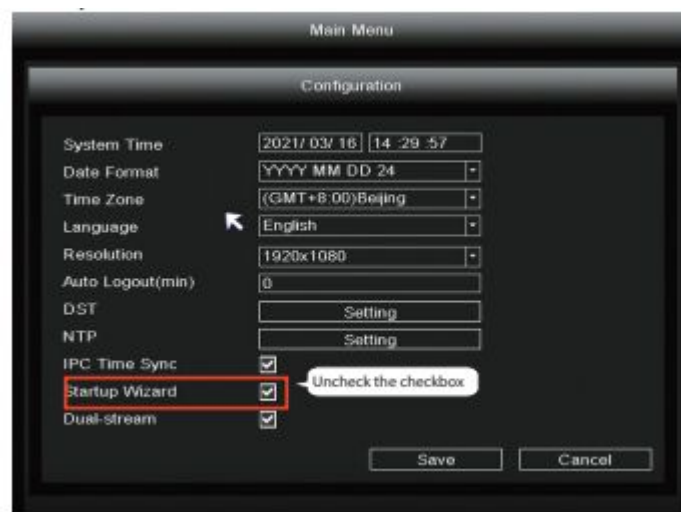 Main Menu
Configuration
System Time 2021/ 03/ 16 14 :29 :57
Date Format YYYY MM DD 24
Time Zone (GMT+8:00)Beijing
Language English
Resolution 1920x1080
Auto Logout(min) 0
DST Setting
NTP Setting
IPC Time Sync
Startup Wizard Uncheck the checkbox
Dual-stream
Save Cancel